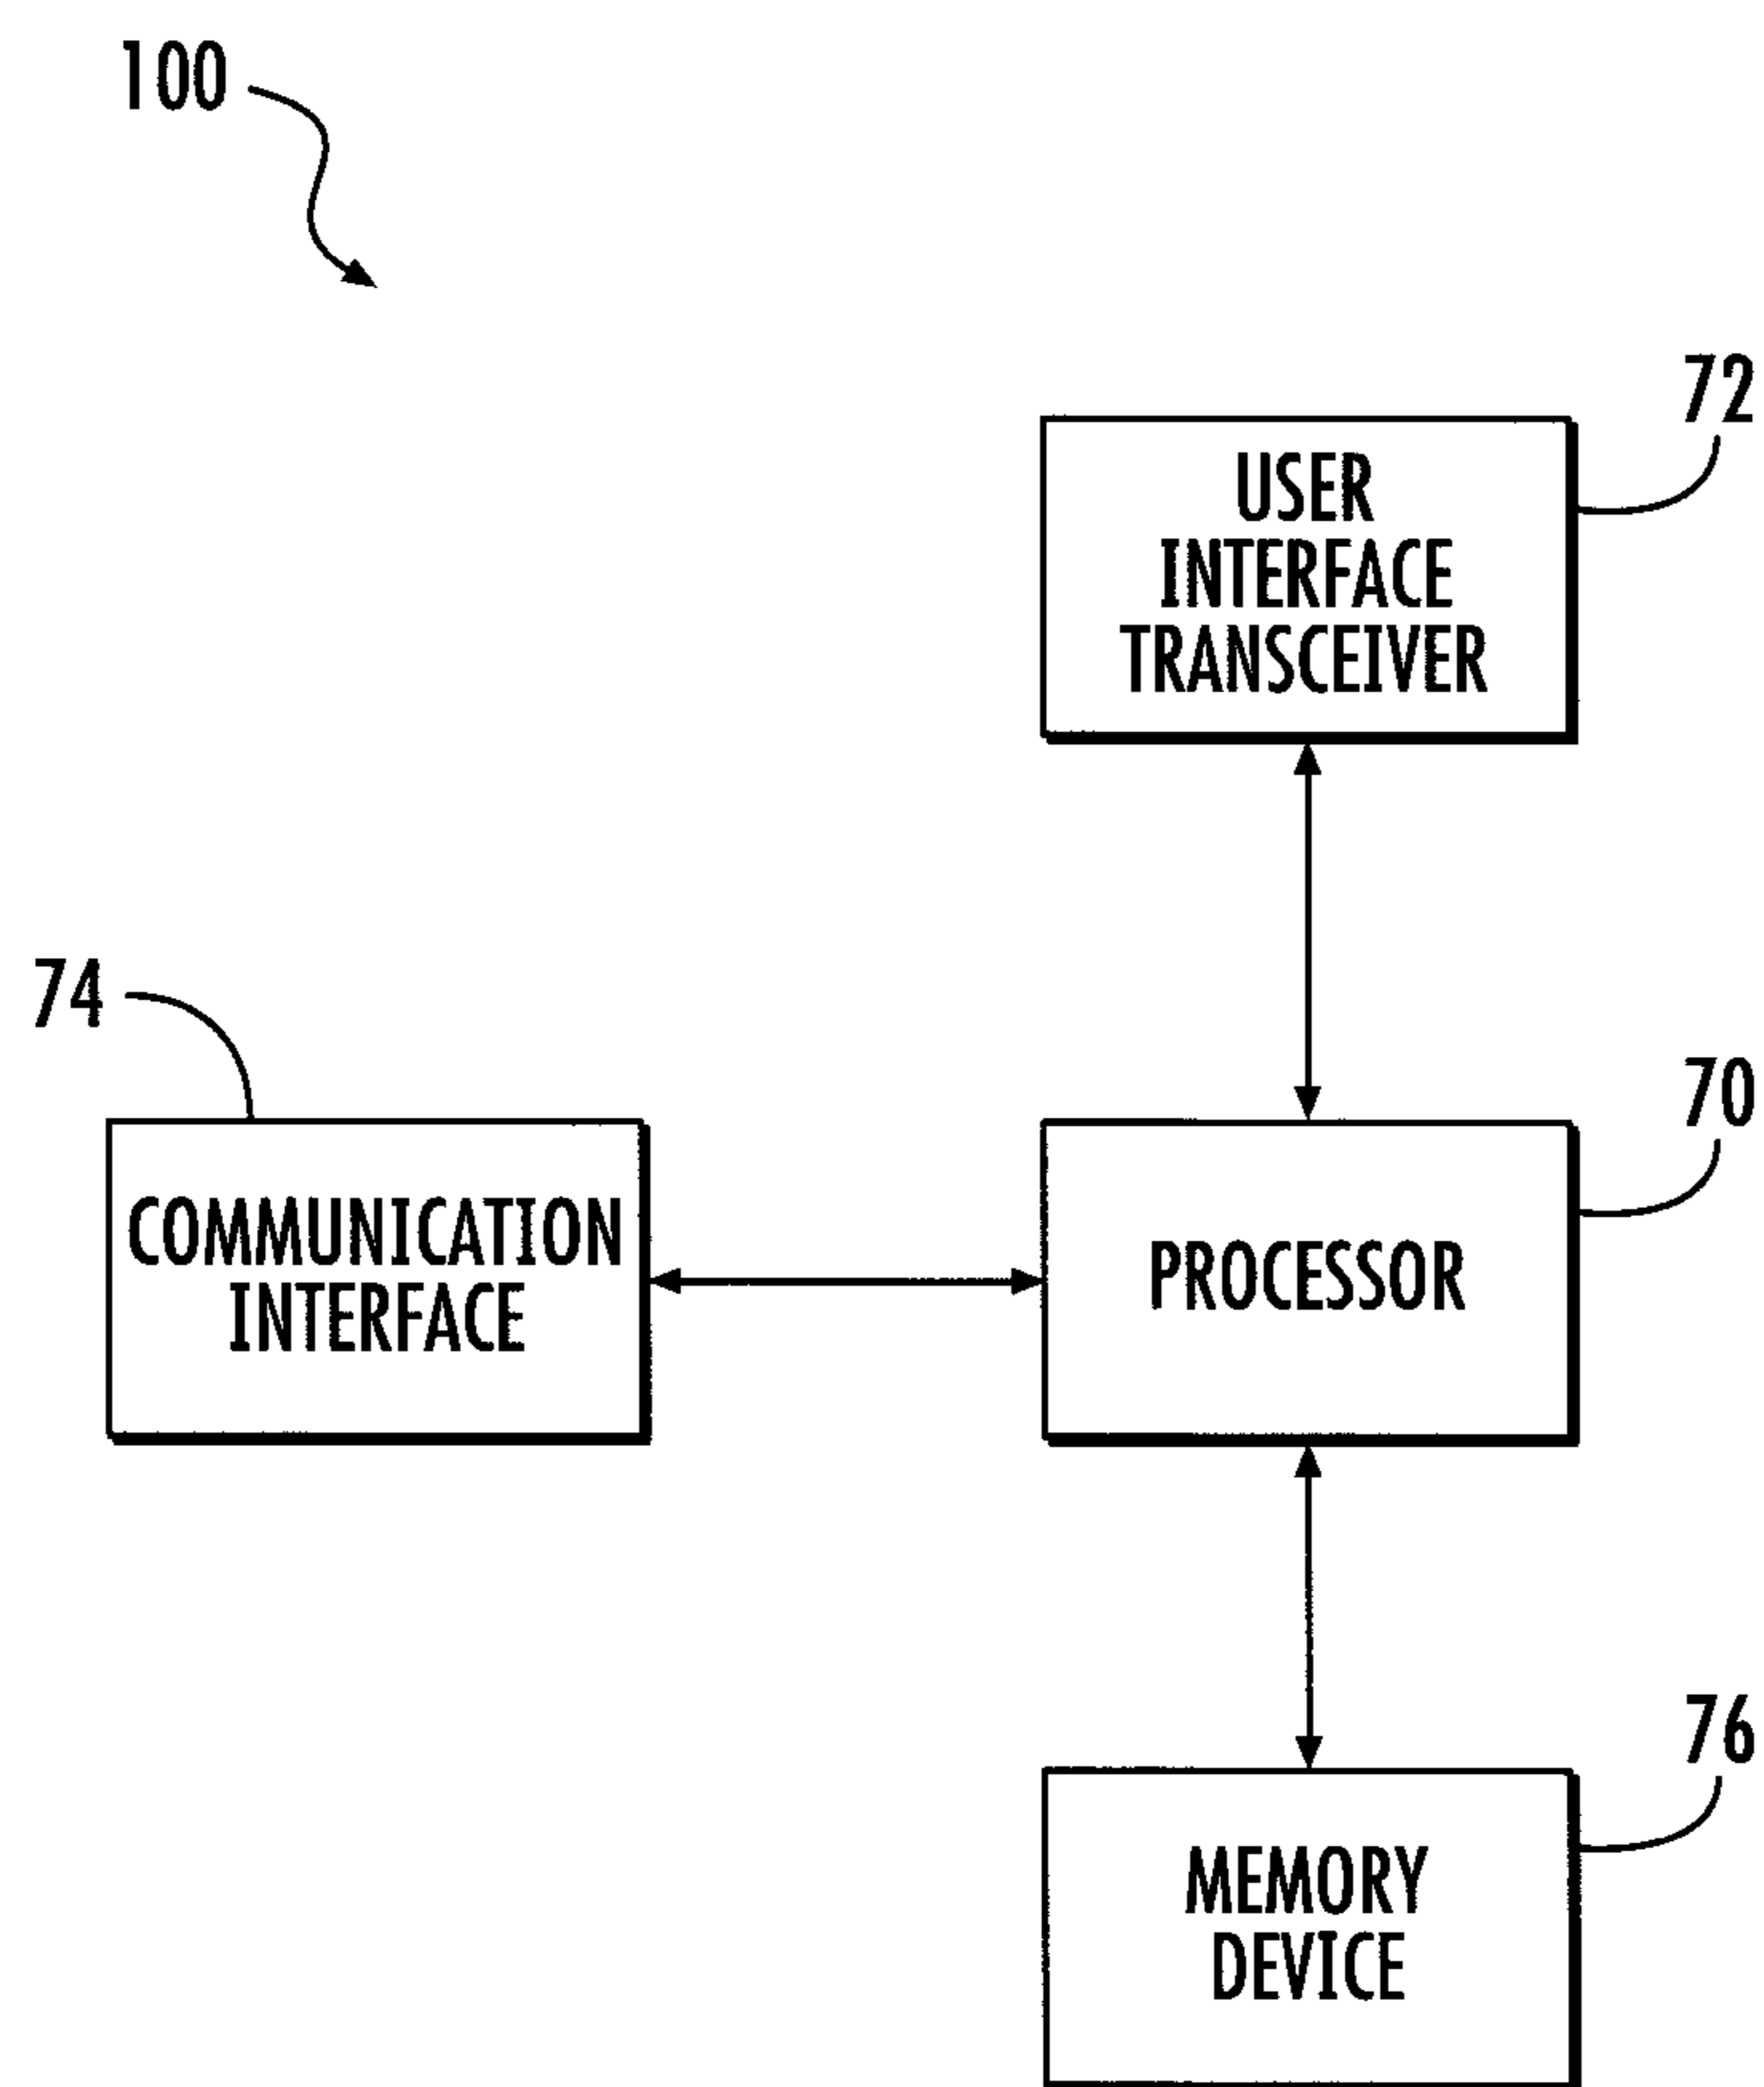 100
72
USER
INTERFACE
TRANSCEIVER
74
70
COMMUNICATION
INTERFACE
PROCESSOR
76
MEMORY
DEVICE